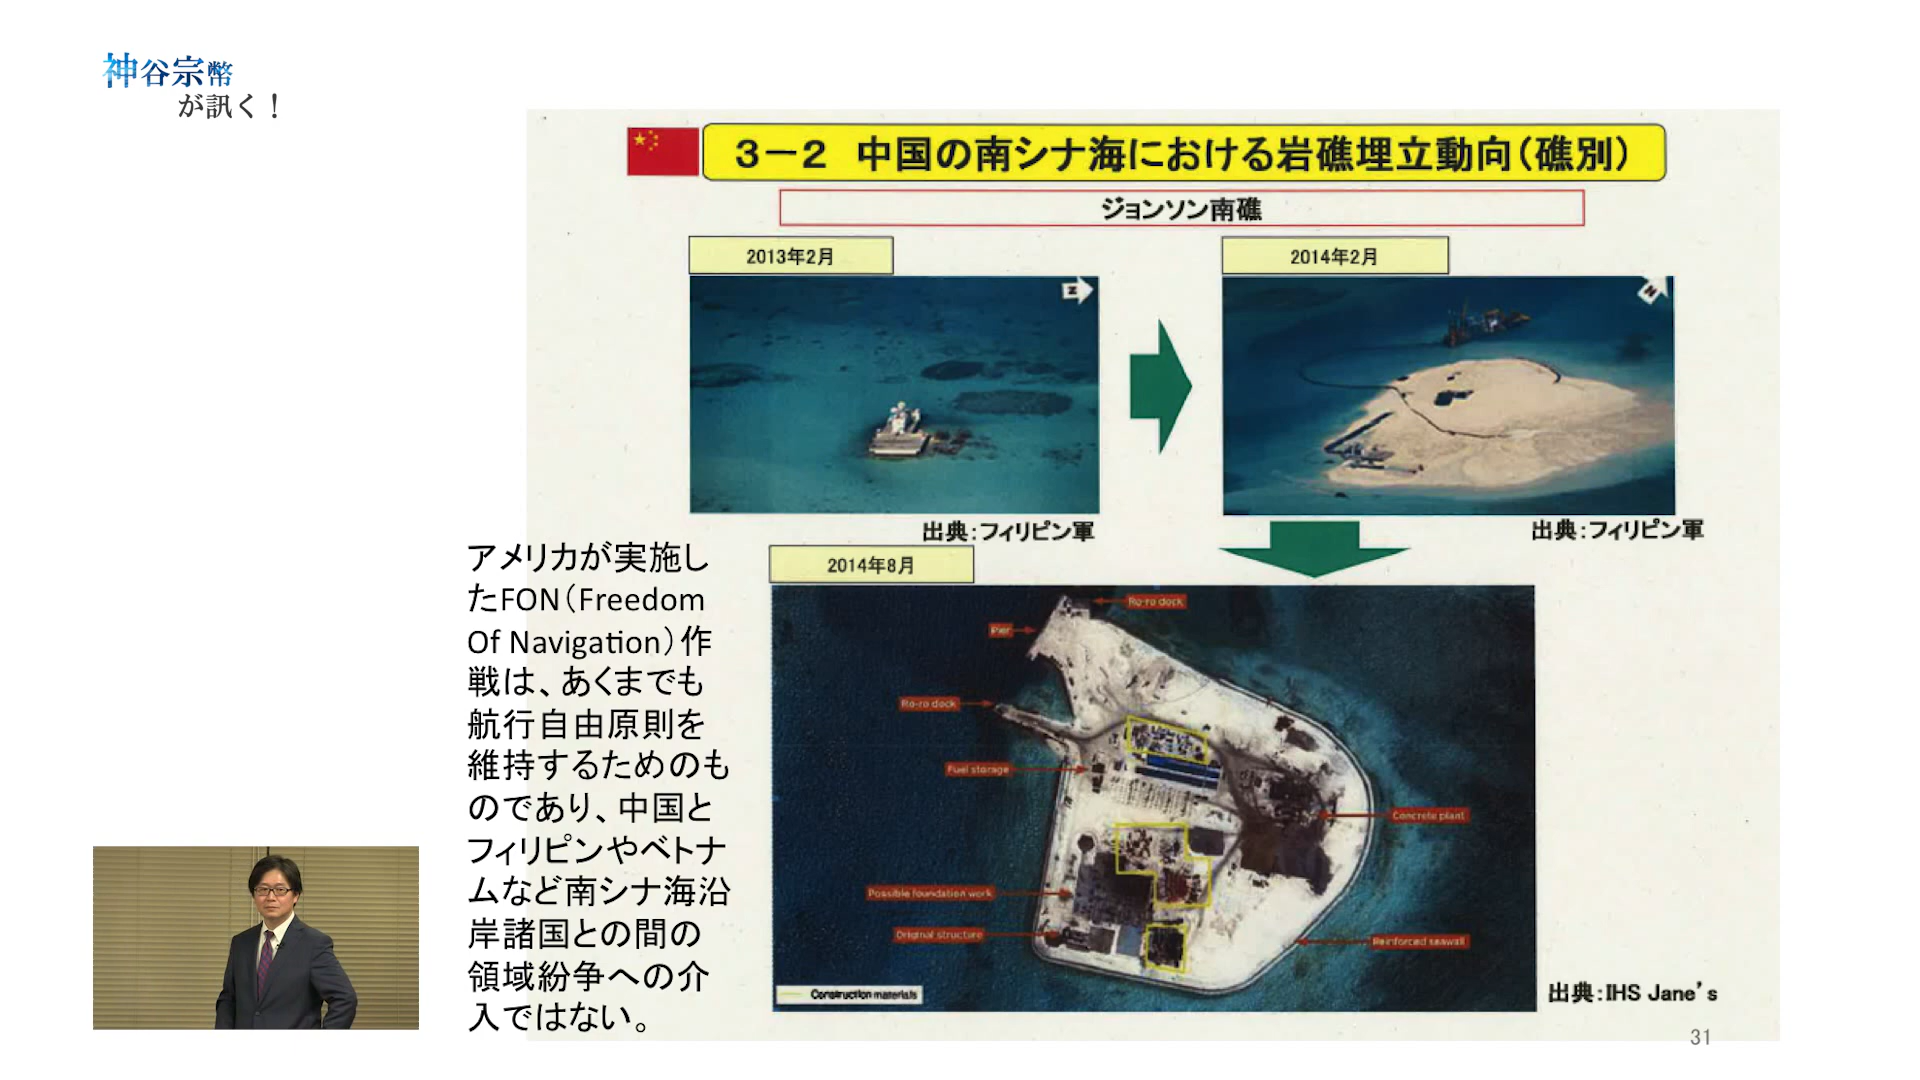 神谷宗幣
が訊く！
3－2 中国の南シナ海における岩礁埋立動向(礁別)
ジョンソン南礁
2013年2月
2014年2月
Z
N
出典：フィリピン軍
出典：フィリピン軍
アメリカが実施し
たFON（Freedom
Of Navigation）作
戦は、あくまでも
航行自由原則を
維持するためのも
のであり、中国と
フィリピンやベトナ
ムなど南シナ海沿
岸諸国との間の
領域紛争への介
入ではない。
2014年8月
Ro-ro dock
Pier
Ro-ro dock
Fuel storage
Concrete plant
Possible foundation work
Original structure
Reinforced seawall
Construction materials
出典：IHS Jane's
31